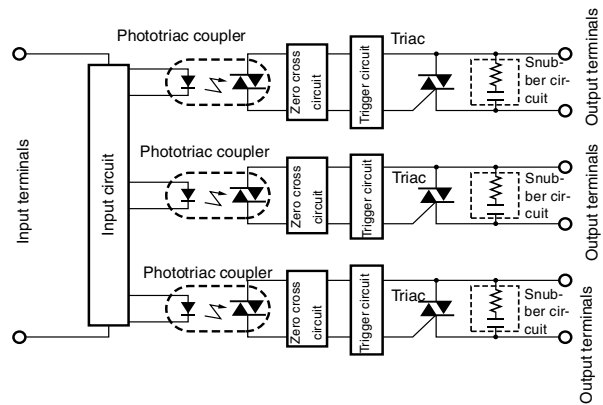 Phototriac coupler
Triac
Input terminals
Input circuit
Zero cross
circuit
Trigger circuit
Snub-
ber cir-
cuit
Output terminals
Phototriac coupler
Triac
Zero cross
circuit
Trigger circuit
Snub-
ber cir-
cuit
Output terminals
Phototriac coupler
Triac
Zero cross
circuit
Trigger circuit
Snub-
ber cir-
cuit
Output terminals